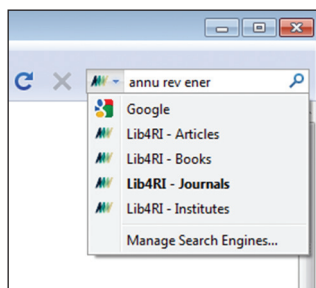 annu rev ener
Google
Lib4RI - Articles
Lib4RI - Books
Lib4RI - Journals
Lib4RI - Institutes
Manage Search Engines...